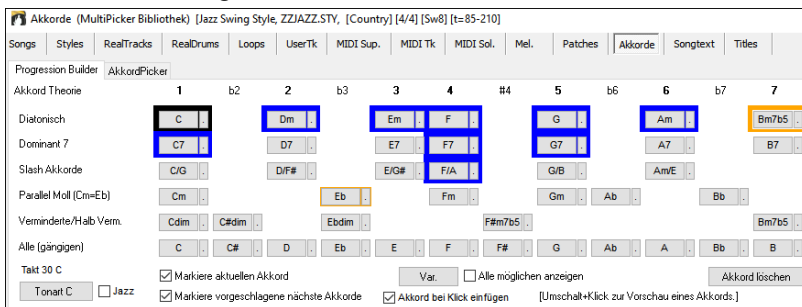 Akkorde (MultiPicker Bibliothek) [Jazz Swing Style, ZZJAZZ.STY, [Country] [4/4] [Sw8] [t=85-210]
Songs Styles RealTracks RealDrums Loops UserTk MIDI Sup. MIDI Tk MIDI Sol. Mel. Patches Akkorde Songtext Titles
Progression Builder AkkordPicker
Akkord Theorie 1 b2 2 b3 3 4 #4 5 b6 6 b7 7
Diatonisch C . Dm . Em . F . G . Am . Bm7b5 .
Dominant 7 C7 . D7 . E7 . F7 . G7 . A7 . B7 .
Slash Akkorde C/G . D/F# . E/G# . F/A . G/B . Am/E .
Parallel Moll (Cm=Eb) Cm . Eb . Fm . Gm . Ab . Bb .
Verminderte/Halb Verm. Cdim . C#dim . Ebdim . F#m7b5 . Bm7b5 .
Alle (gängigen) C . C# . D . Eb . E . F . F# . G . Ab . A . Bb . B .
Takt 30 C Markiere aktuellen Akkord Var. Alle möglichen anzeigen Akkord löschen
Tonart C Jazz Markiere vorgeschlagene nächste Akkorde Akkord bei Klick einfügen [Umschalt+Klick zur Vorschau eines Akkords.]